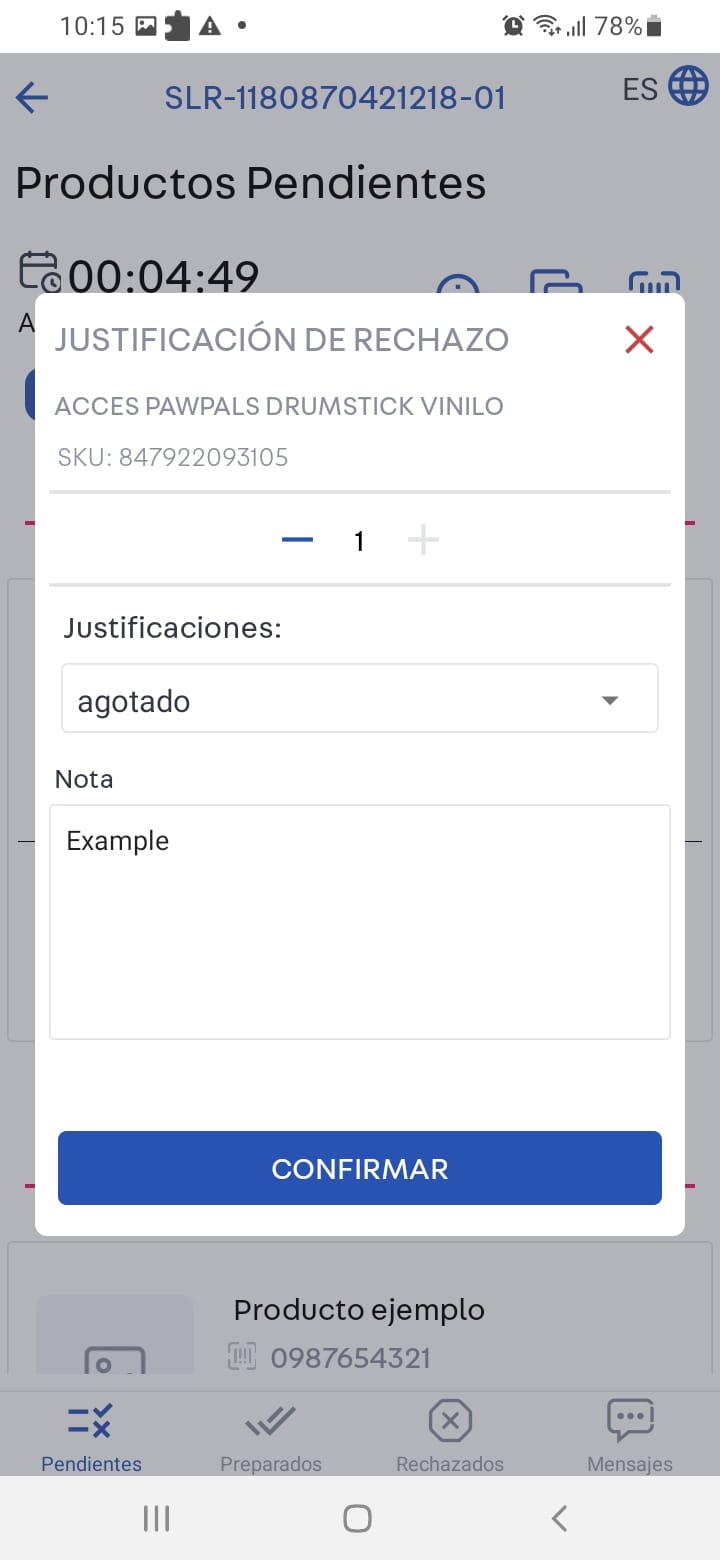 10:15
78%
SLR-1180870421218-01
ES
Productos Pendientes
00:04:49
A
JUSTIFICACIÓN DE RECHAZO
ACCES PAWPALS DRUMSTICK VINILO
SKU: 847922093105
1
Justificaciones:
agotado
Nota
Example
CONFIRMAR
Producto ejemplo
0987654321
Pendientes
Preparados
Rechazados
Mensajes